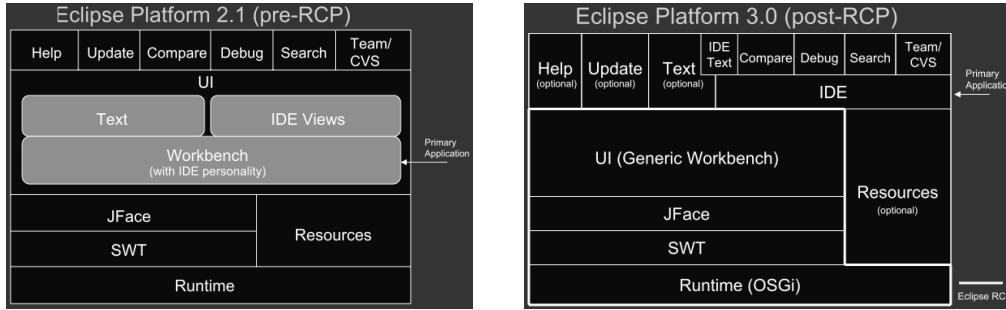 Eclipse Platform 2.1 (pre-RCP)
Help
Update
Compare
Debug
Search
Team/
CVS
UI
Text
IDE Views
Workbench
(with IDE personality)
Primary
Application
JFace
SWT
Resources
Runtime
Eclipse Platform 3.0 (post-RCP)
Help
(optional)
Update
(optional)
Text
(optional)
IDE
Text
Compare
Debug
Search
Team/
CVS
IDE
Primary
Application
UI (Generic Workbench)
Resources
(optional)
JFace
SWT
Runtime (OSGi)
Eclipse RC